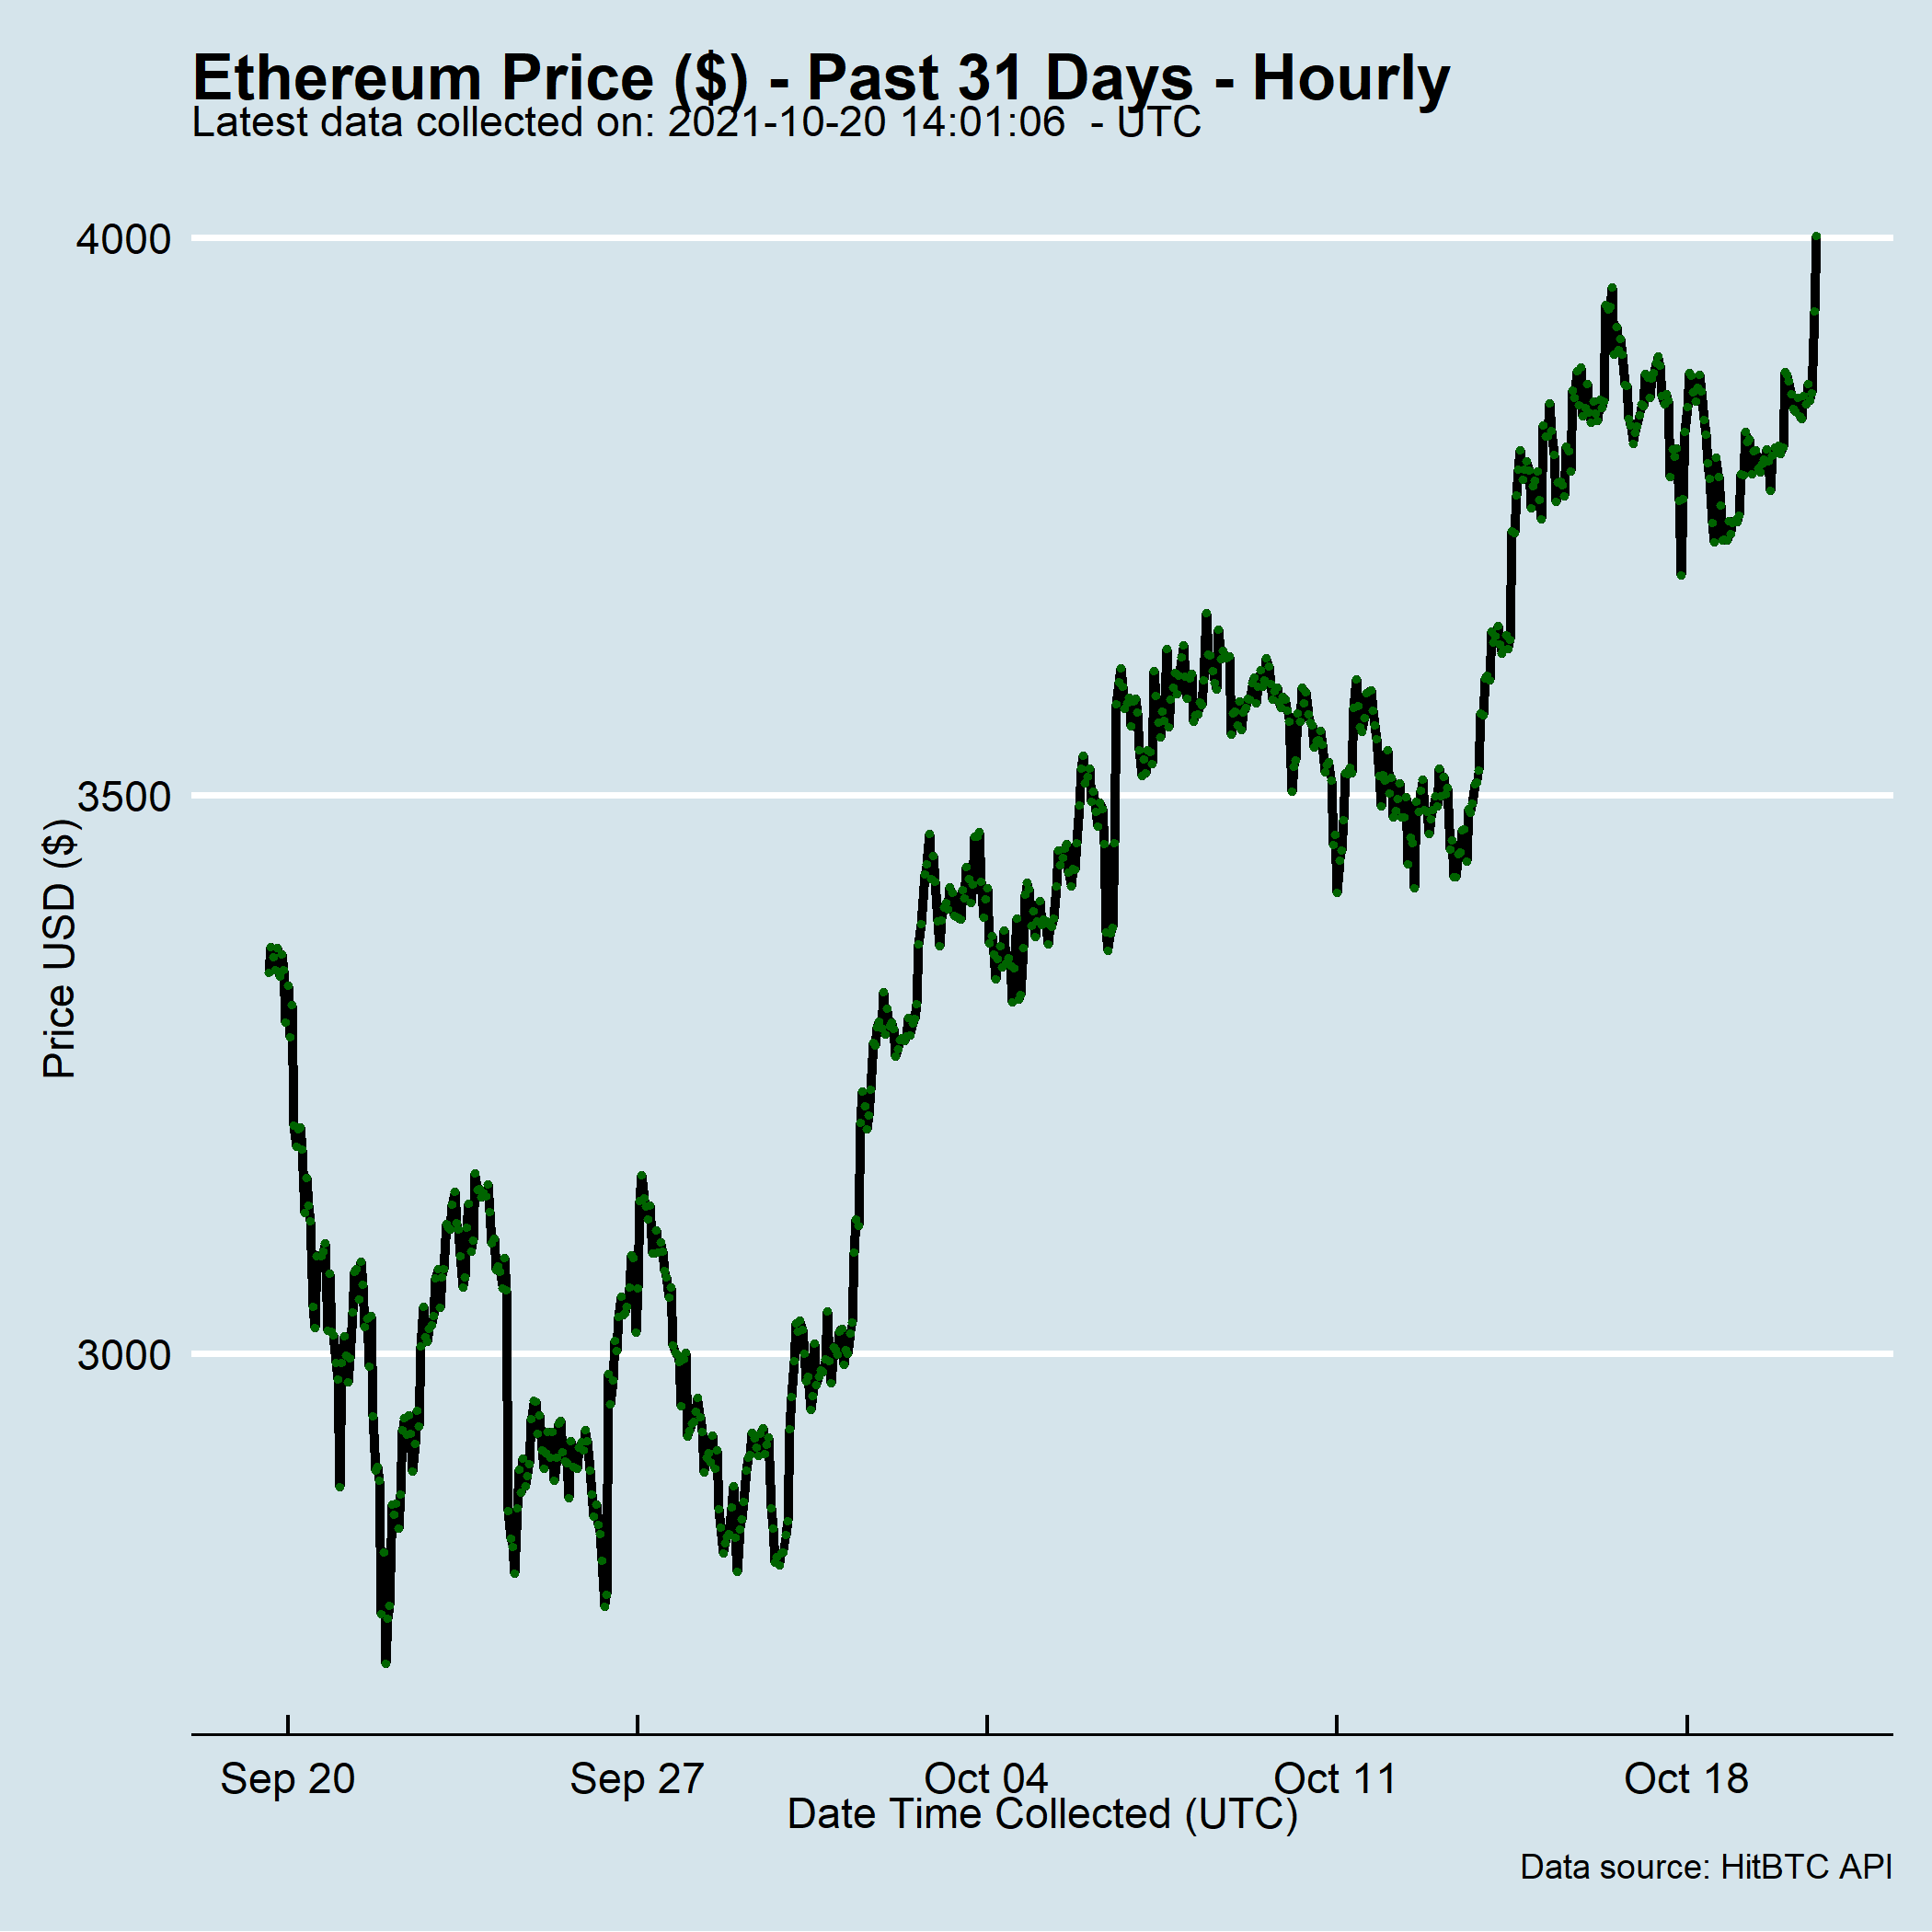 Ethereum Price ($) - Past 31 Days - Hourly
Latest data collected on: 2021-10-20 14:01:06  - UTC
4000
3500
3000
Price USD ($)
Sep 20
Sep 27
Oct 04
Oct 11
Oct 18
Date Time Collected (UTC)
Data source: HitBTC API